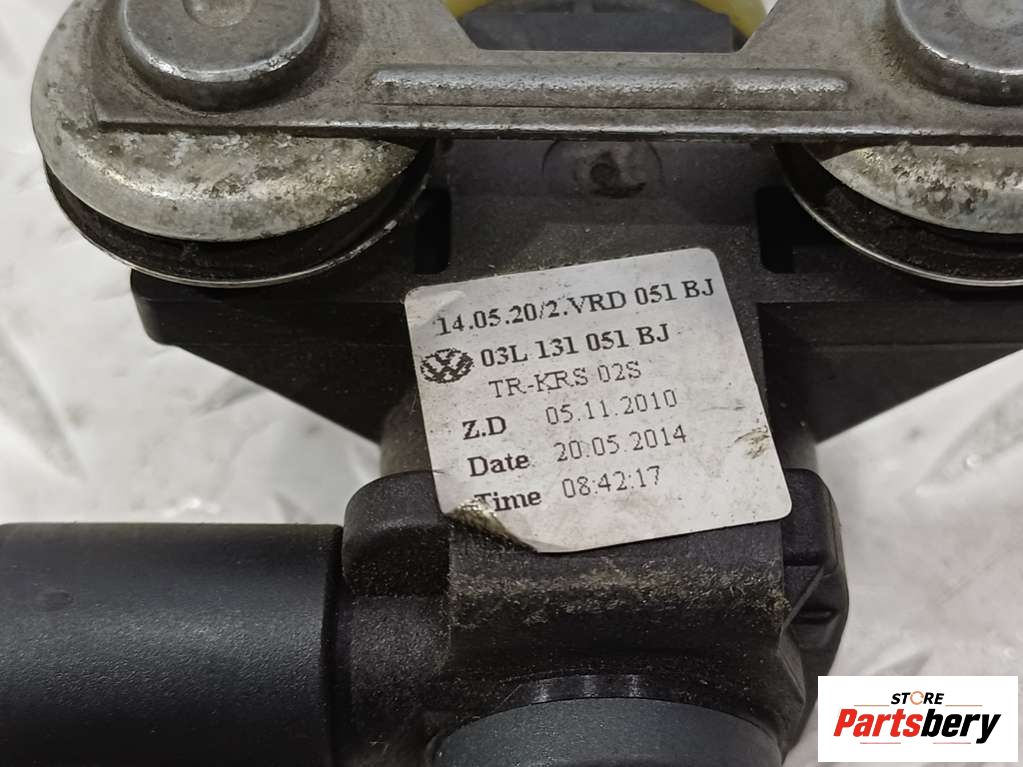 14.05.20/2.VRD 051 BJ
03L 131 051 BJ
TR-KRS 02S
Z.D 05.11.2010
Date 20.05.2014
Time 08:42:17
STORE
Partsbery